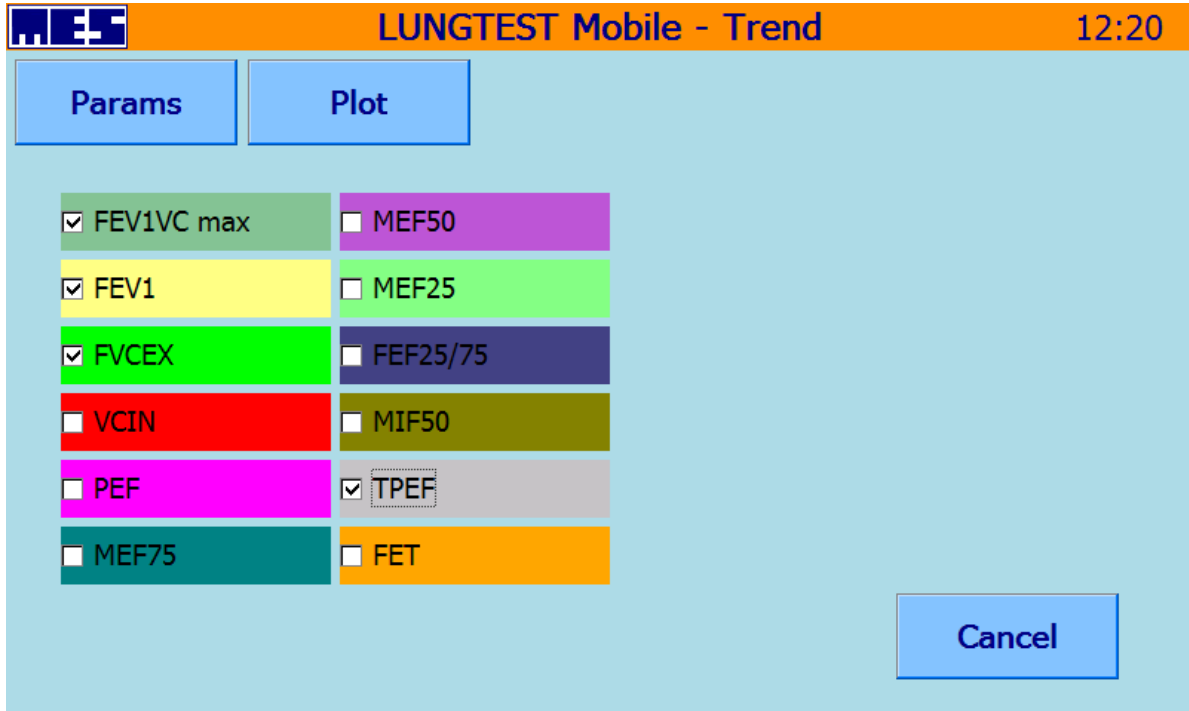 MES LUNGTEST Mobile - Trend 12:20
Params Plot
FEV1VC max MEF50
FEV1 MEF25
FVCEX FEF25/75
VCIN MIF50
PEF TPEF
MEF75 FET
Cancel